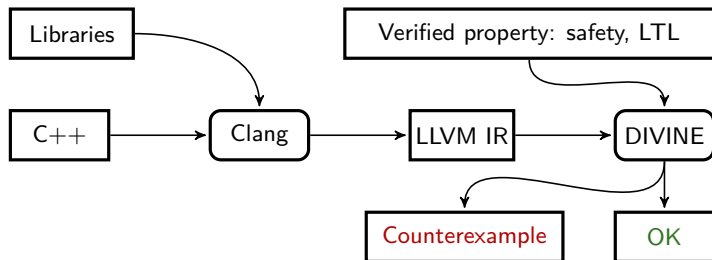 Libraries
Verified property: safety, LTL
C++
Clang
LLVM IR
DIVINE
Counterexample
OK